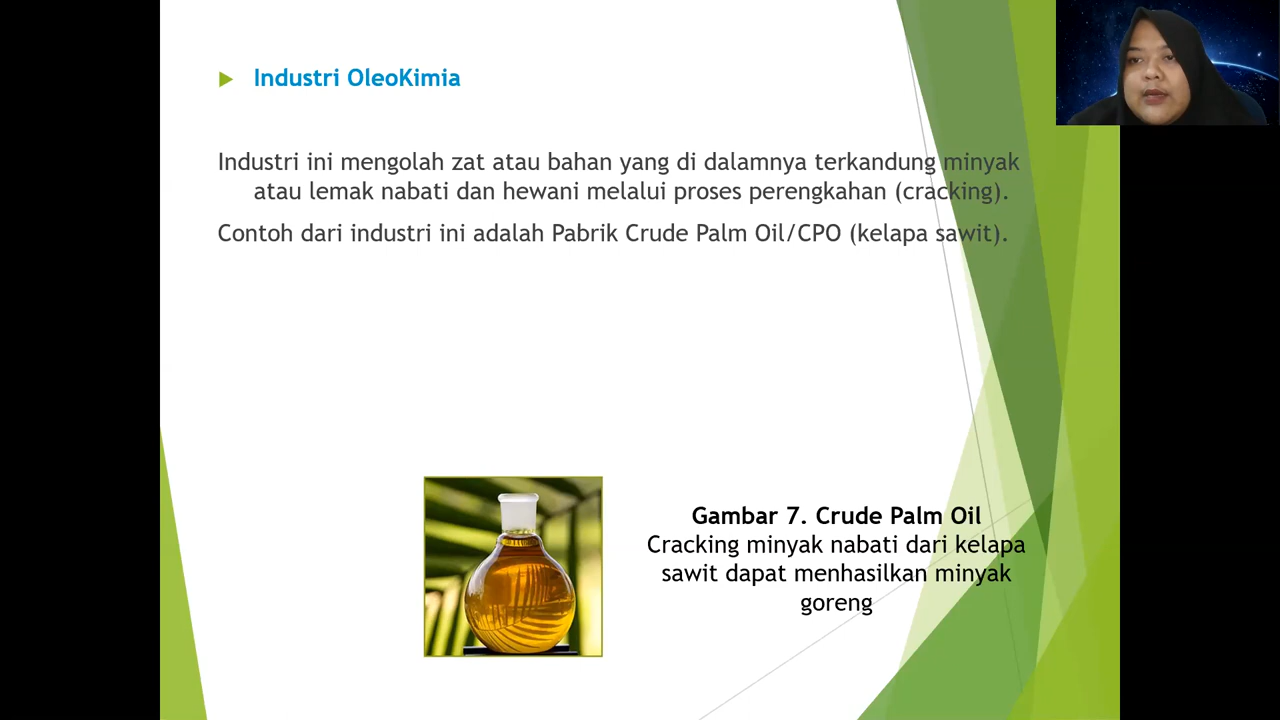 Industri OleoKimia
Industri ini mengolah zat atau bahan yang di dalamnya terkandung minyak
atau lemak nabati dan hewani melalui proses perengkahan (cracking).
Contoh dari industri ini adalah Pabrik Crude Palm Oil/CPO (kelapa sawit).
Gambar 7. Crude Palm Oil
Cracking minyak nabati dari kelapa
sawit dapat menhasilkan minyak
goreng